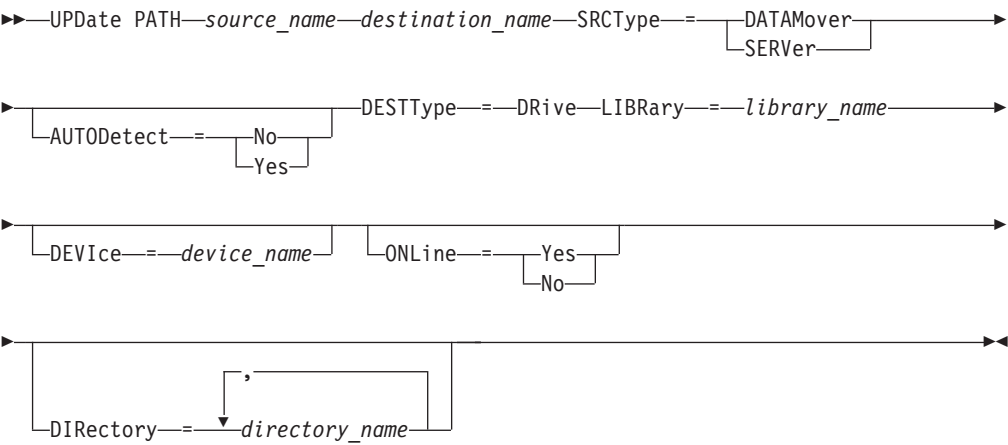 UPDate PATH source_name destination_name SRCType = DATAMover
SERVer
AUTODetect = No
Yes
DESTType = DRive LIBRary = library_name
DEVIce = device_name
ONLine = Yes
No
DIRectory = directory_name
,